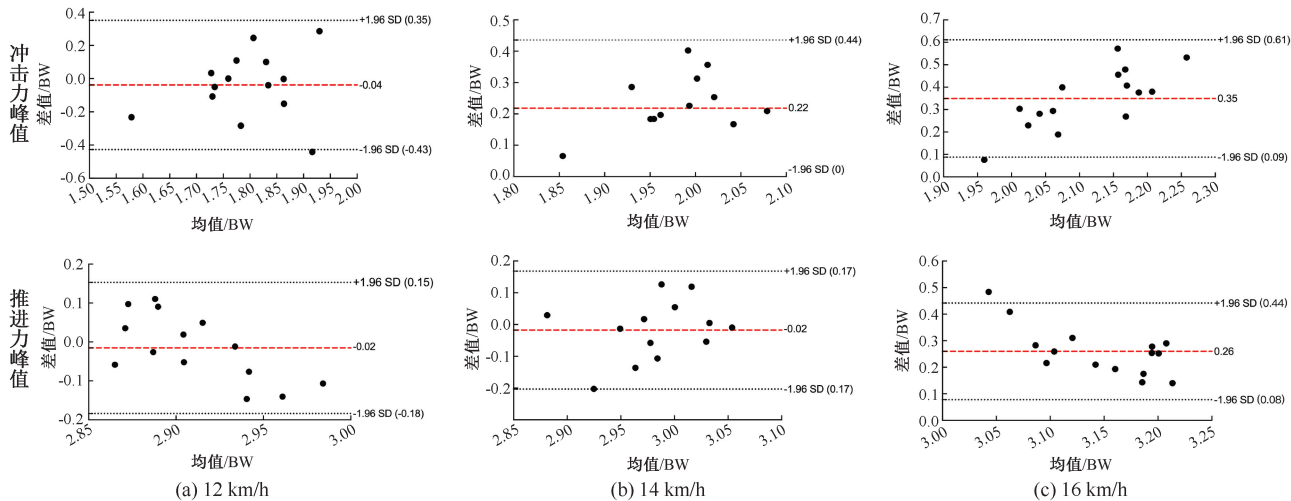 冲击力峰值
差值/BW
0.4
0.2
0.0
-0.2
-0.4
-0.6
+1.96 SD (0.35)
-0.04
-1.96 SD (-0.43)
1.50
1.55
1.60
1.65
1.70
1.75
1.80
1.85
1.90
1.95
2.00
均值/BW
差值/BW
0.5
0.4
0.3
0.2
0.1
0.0
+1.96 SD (0.44)
0.22
-1.96 SD (0)
1.80
1.85
1.90
1.95
2.00
2.05
2.10
均值/BW
差值/BW
0.7
0.6
0.5
0.4
0.3
0.2
0.1
0.0
+1.96 SD (0.61)
0.35
-1.96 SD (0.09)
1.90
1.95
2.00
2.05
2.10
2.15
2.20
2.25
2.30
均值/BW
推进力峰值
差值/BW
0.2
0.1
0.0
-0.1
-0.2
+1.96 SD (0.15)
-0.02
-1.96 SD (-0.18)
2.85
2.90
2.95
3.00
均值/BW
(a) 12 km/h
差值/BW
0.2
0.1
0.0
-0.1
-0.2
+1.96 SD (0.17)
-0.02
-1.96 SD (0.17)
2.85
2.90
2.95
3.00
3.05
3.10
均值/BW
(b) 14 km/h
差值/BW
0.6
0.5
0.4
0.3
0.2
0.1
0.0
+1.96 SD (0.44)
0.26
-1.96 SD (0.08)
3.00
3.05
3.10
3.15
3.20
3.25
均值/BW
(c) 16 km/h